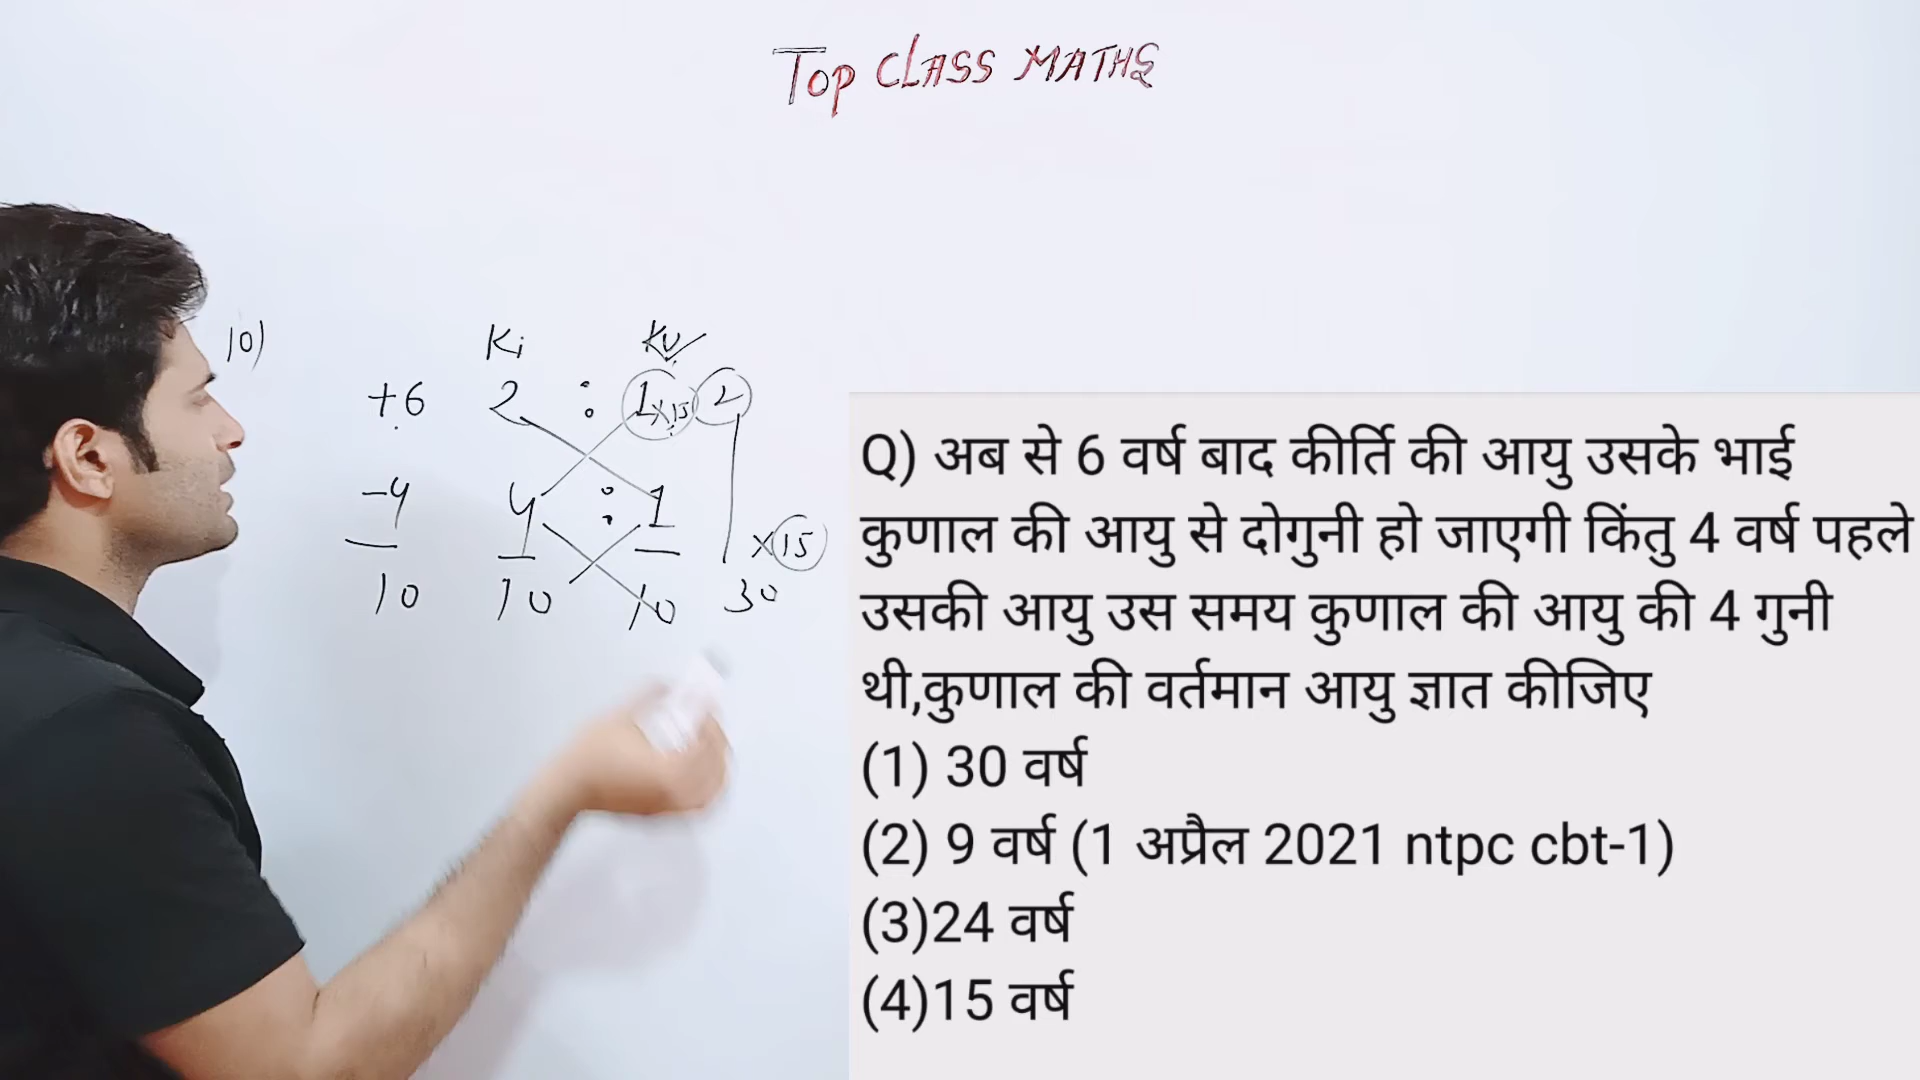 TOP CLASS MATHS
10)
Ki Ku
+6 2 : 1x15 2
-4 4 : 1
x15
10 10 10 30
Q) अब से 6 वर्ष बाद कीर्ति की आयु उसके भाई
कुणाल की आयु से दोगुनी हो जाएगी किंतु 4 वर्ष पहले
उसकी आयु उस समय कुणाल की आयु की 4 गुनी
थी,कुणाल की वर्तमान आयु ज्ञात कीजिए
(1) 30 वर्ष
(2) 9 वर्ष (1 अप्रैल 2021 ntpc cbt-1)
(3)24 वर्ष
(4)15 वर्ष